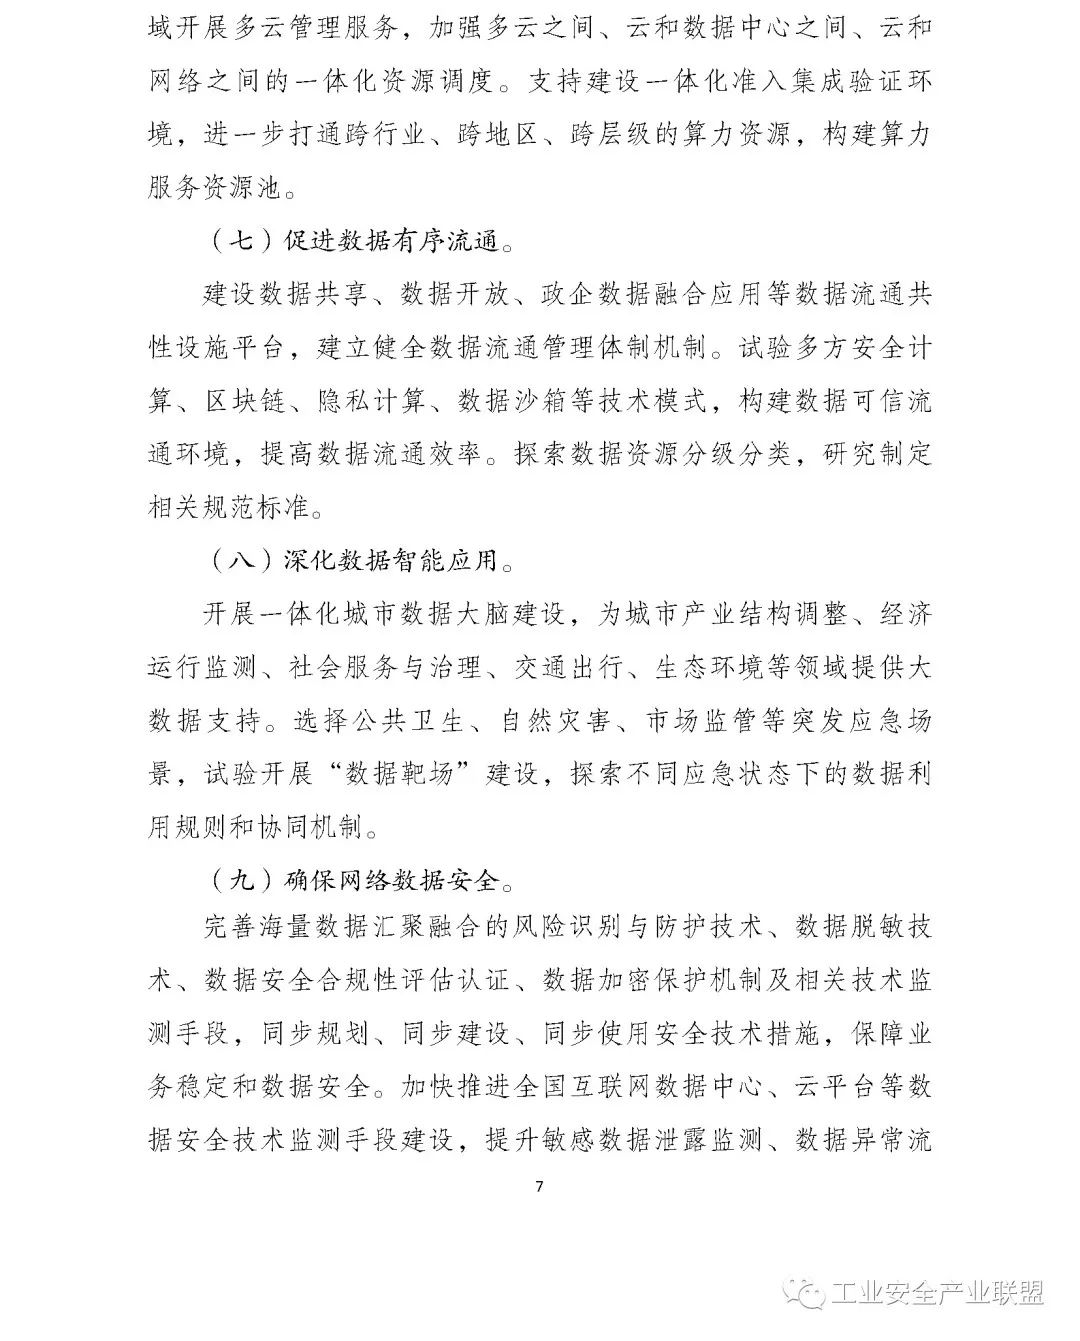 域开展多云管理服务，加强多云之间、云和数据中心之间、云和
网络之间的一体化资源调度。支持建设一体化准入集成验证环
境，进一步打通跨行业、跨地区、跨层级的算力资源，构建算力
服务资源池。
（七）促进数据有序流通。
建设数据共享、数据开放、政企数据融合应用等数据流通共
性设施平台，建立健全数据流通管理体制机制。试验多方安全计
算、区块链、隐私计算、数据沙箱等技术模式，构建数据可信流
通环境，提高数据流通效率。探索数据资源分级分类，研究制定
相关规范标准。
（八）深化数据智能应用。
开展一体化城市数据大脑建设，为城市产业结构调整、经济
运行监测、社会服务与治理、交通出行、生态环境等领域提供大
数据支持。选择公共卫生、自然灾害、市场监管等突发应急场
景，试验开展“数据靶场”建设，探索不同应急状态下的数据利
用规则和协同机制。
（九）确保网络数据安全。
完善海量数据汇聚融合的风险识别与防护技术、数据脱敏技
术、数据安全合规性评估认证、数据加密保护机制及相关技术监
测手段，同步规划、同步建设、同步使用安全技术措施，保障业
务稳定和数据安全。加快推进全国互联网数据中心、云平台等数
据安全技术监测手段建设，提升敏感数据泄露监测、数据异常流
7
工业安全产业联盟